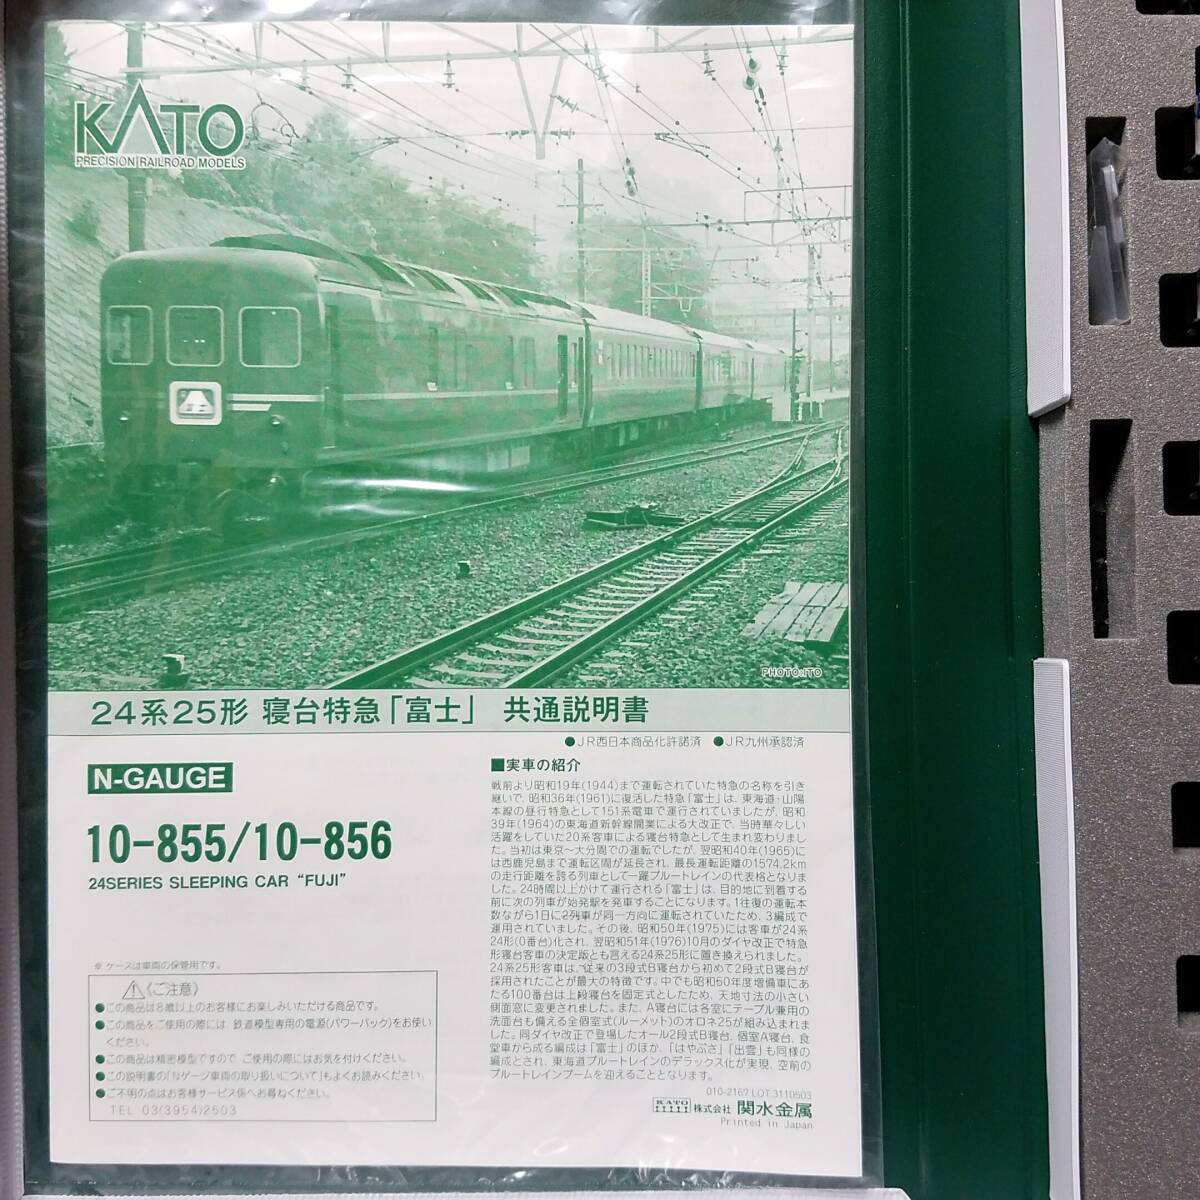 KATO
PRECISION RAILROAD MODELS
富士
PHOTO:ITO
24系25形 寝台特急「富士」 共通説明書
●JR西日本商品化許諾済 ●JR九州承認済
N-GAUGE
10-855/10-856
24SERIES SLEEPING CAR "FUJI"
■実車の紹介
戦前より昭和19年(1944)まで運転されていた特急の名称を引き
継いで、昭和36年(1961)に復活した特急「富士」は、東海道・山陽
本線の昼行特急として151系電車で運行されていましたが、昭和
39年(1964)の東海道新幹線開業による大改正で、当時華々しい
活躍をしていた20系客車による寝台特急として生まれ変わりまし
た。当初は東京～大分間での運転でしたが、翌昭和40年(1965)に
は西鹿児島まで運転区間が延長され、最長運転距離の1574.2km
の走行距離を誇る列車として一躍ブルートレインの代表格となりま
した。24時間以上かけて運行される「富士」は、目的地に到着する
前に次の列車が始発駅を発車することになります。1往復の運転本
数ながら1日に2列車が同一方向に運転されていたため、3編成で
運用されていました。その後、昭和50年(1975)には客車が24系
24形(0番台)化され、翌昭和51年(1976)10月のダイヤ改正で特急
形寝台客車の決定版とも言える24系25形に置き換えられました。
24系25形客車は、従来の3段式B寝台から初めて2段式B寝台が
採用されたことが最大の特徴です。中でも昭和50年度増備車にあ
たる100番台は上段寝台を固定式としたため、天地寸法の小さい
側面窓に変更されました。また、A寝台には各室にテーブル兼用の
洗面台も備える全個室式(ルーメット)のオロネ25が組み込まれま
した。同ダイヤ改正で登場したオール2段式B寝台、個室A寝台、食
堂車から成る編成は「富士」のほか、「はやぶさ」「出雲」も同様の
編成とされ、東海道ブルートレインのデラックス化が実現、空前の
ブルートレインブームを迎えることとなります。
※ ケースは車両の保管用です。
⚠《ご注意》
●この商品は8歳以上のお客様にお楽しみいただける商品です。
●この商品をご使用の際には、鉄道模型専用の電源(パワーパック)をお使い
ください。
●この商品は精密模型ですので、ご使用の際にはお気を付けください。
●この説明書の「Nゲージ車両の取り扱いについて」もよくお読みください。
●ご不明の点はお客様サービス係へお尋ねください。
TEL 03(3954)2503
010-2167 LOT:3110503
KATO 株式会社 関水金属
Printed in Japan